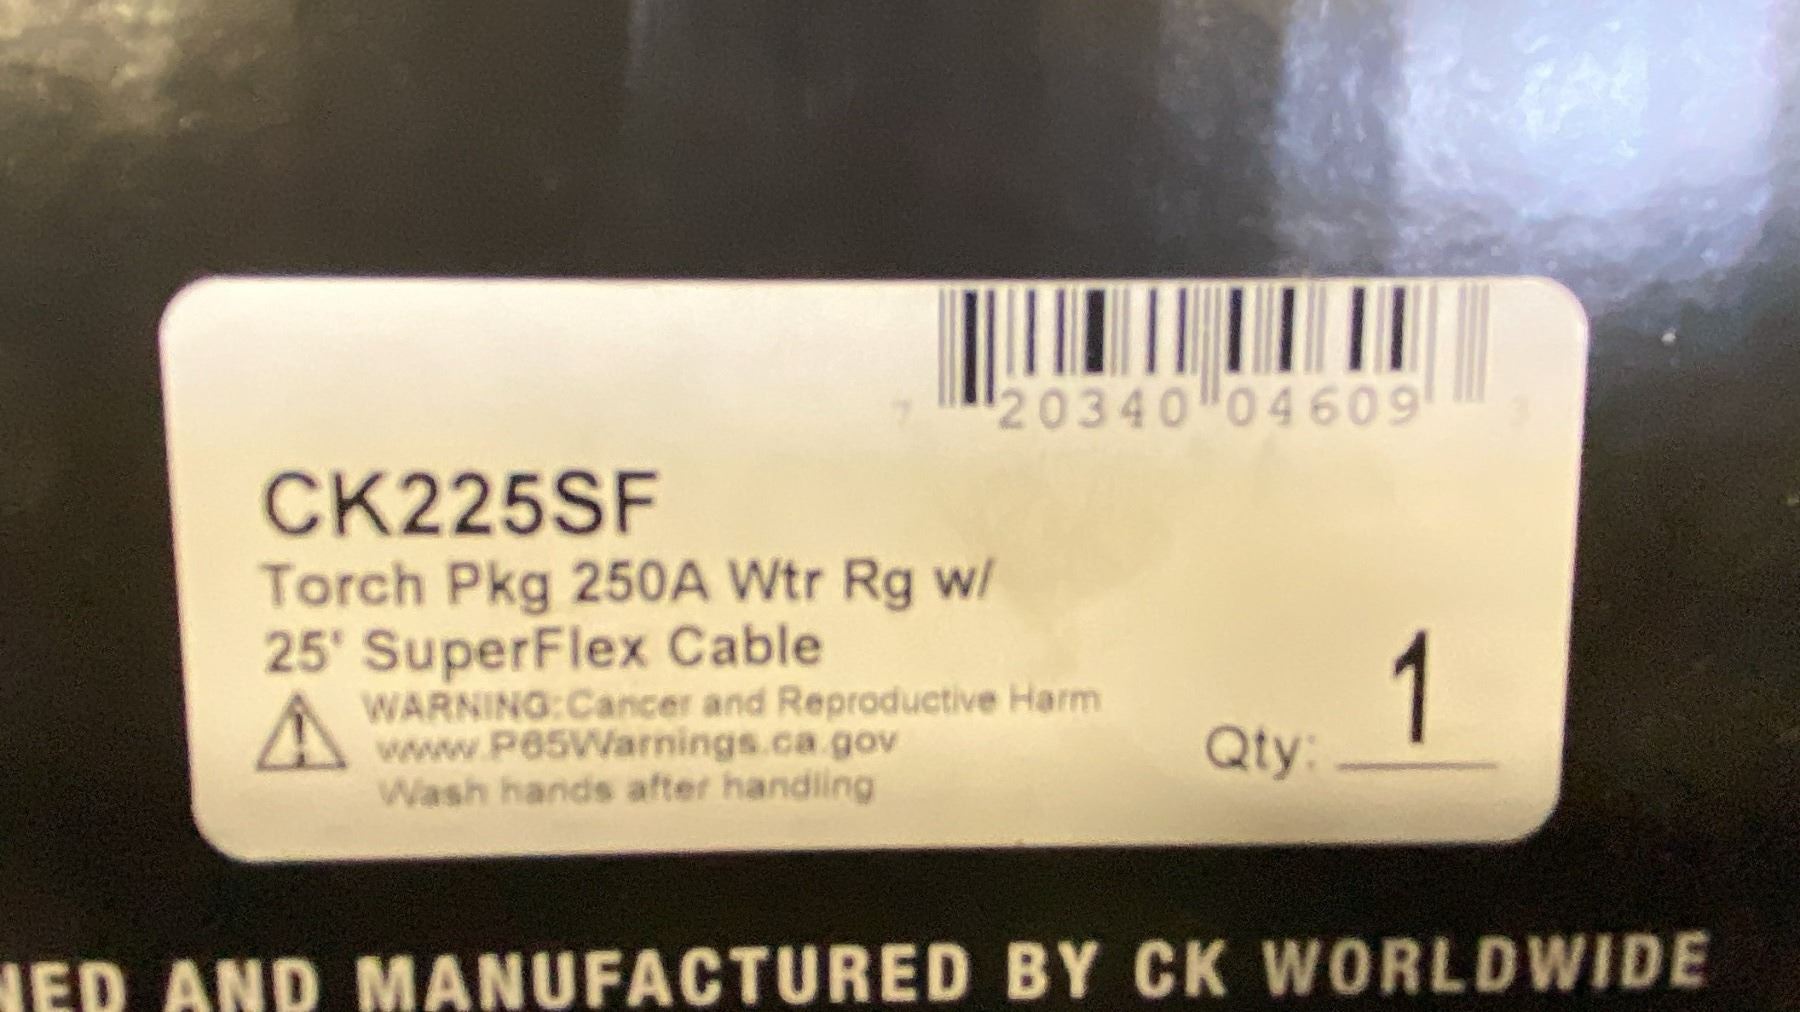 7 20340 04609 3
CK225SF
Torch Pkg 250A Wtr Rg w/
25' SuperFlex Cable
WARNING: Cancer and Reproductive Harm
www.P65Warnings.ca.gov
Wash hands after handling
Qty: 1
NED AND MANUFACTURED BY CK WORLDWIDE